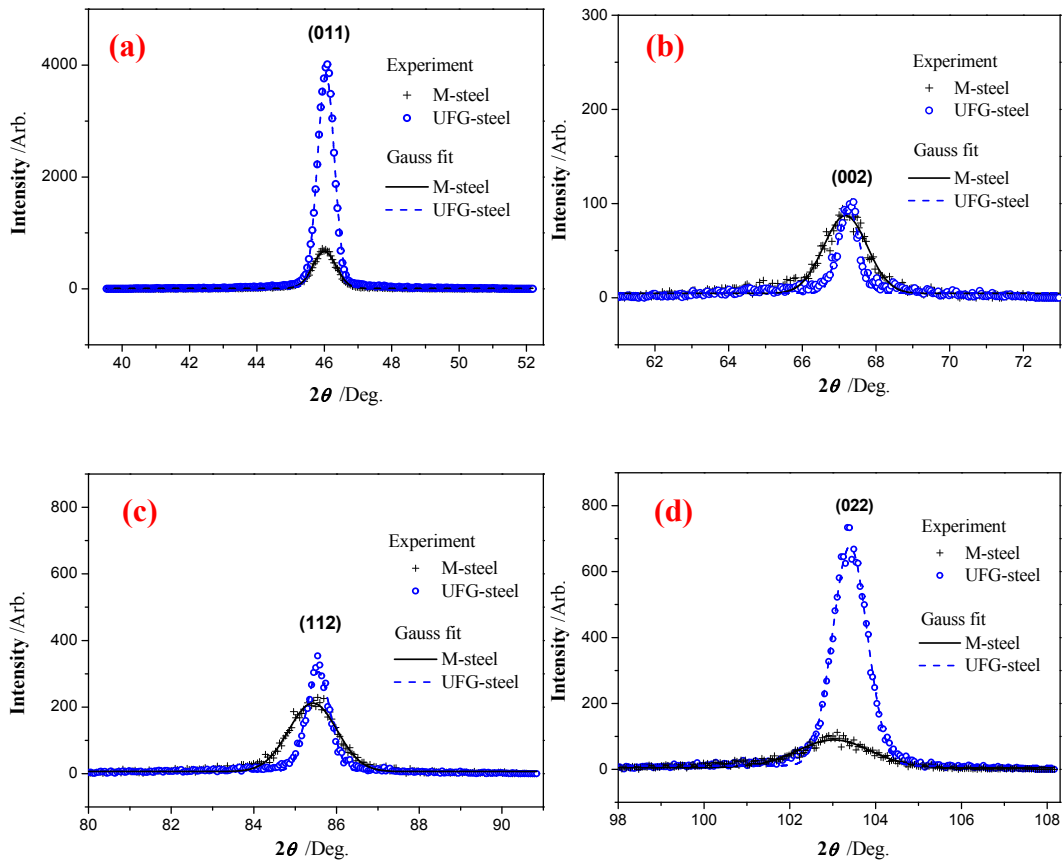 (a)
(011)
Experiment
M-steel
UFG-steel
Gauss fit
M-steel
UFG-steel
4000
2000
0
Intensity /Arb.
40 42 44 46 48 50 52
2θ /Deg.
(b)
(002)
Experiment
M-steel
UFG-steel
Gauss fit
M-steel
UFG-steel
300
200
100
0
Intensity /Arb.
62 64 66 68 70 72
2θ /Deg.
(c)
(112)
Experiment
M-steel
UFG-steel
Gauss fit
M-steel
UFG-steel
800
600
400
200
0
Intensity /Arb.
80 82 84 86 88 90
2θ /Deg.
(d)
(022)
Experiment
M-steel
UFG-steel
Gauss fit
M-steel
UFG-steel
800
600
400
200
0
Intensity /Arb.
98 100 102 104 106 108
2θ /Deg.